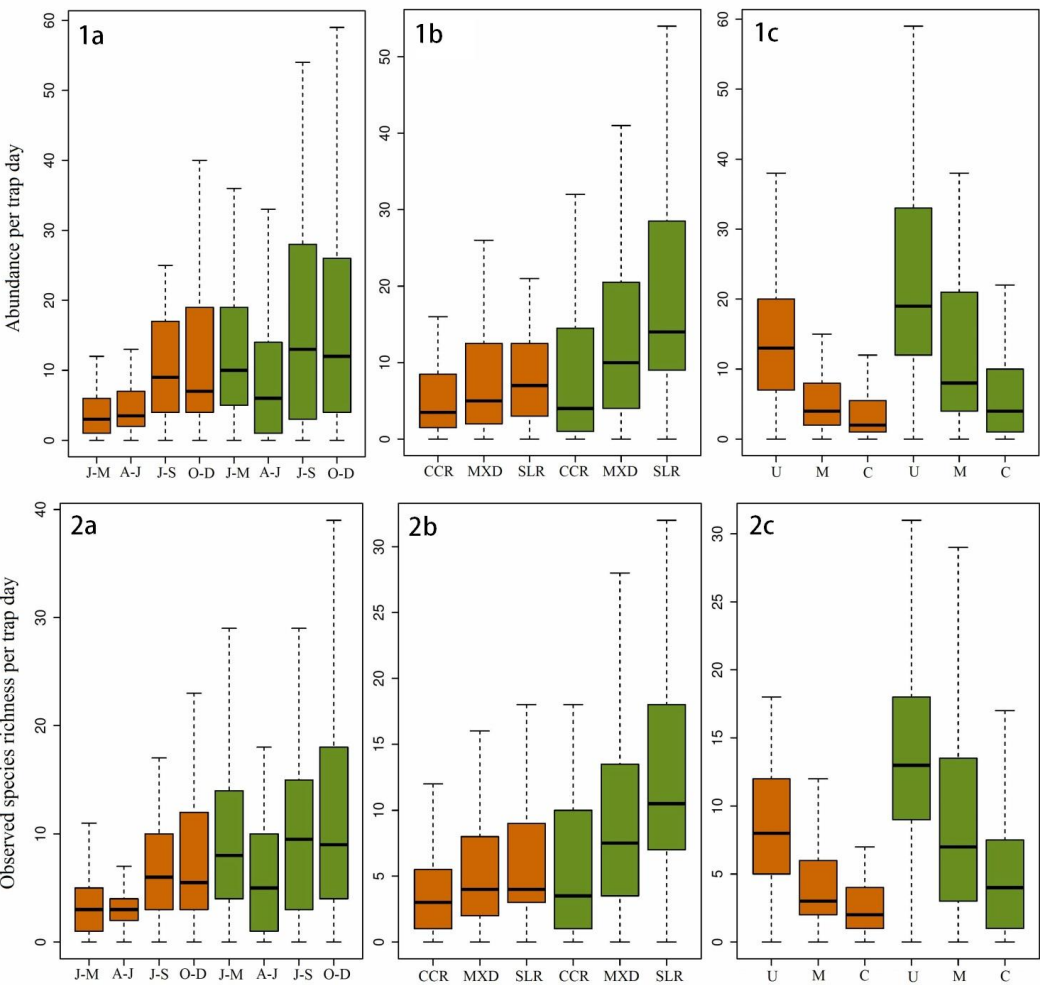 1a
1b
1c
Abundance per trap day
60
50
40
30
20
10
0
50
40
30
20
10
0
60
50
40
30
20
10
0
J-M A-J J-S O-D J-M A-J J-S O-D
CCR MXD SLR CCR MXD SLR
U M C U M C
2a
2b
2c
Observed species richness per trap day
40
30
20
10
0
30
25
20
15
10
5
0
30
25
20
15
10
5
0
J-M A-J J-S O-D J-M A-J J-S O-D
CCR MXD SLR CCR MXD SLR
U M C U M C